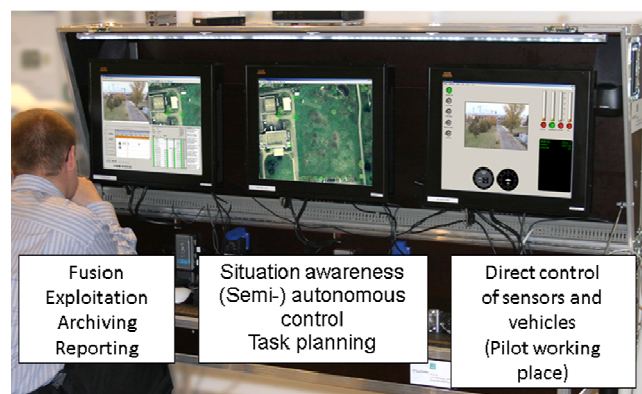 Fusion
Exploitation
Archiving
Reporting
Situation awareness
(Semi-) autonomous
control
Task planning
Direct control
of sensors and
vehicles
(Pilot working
place)